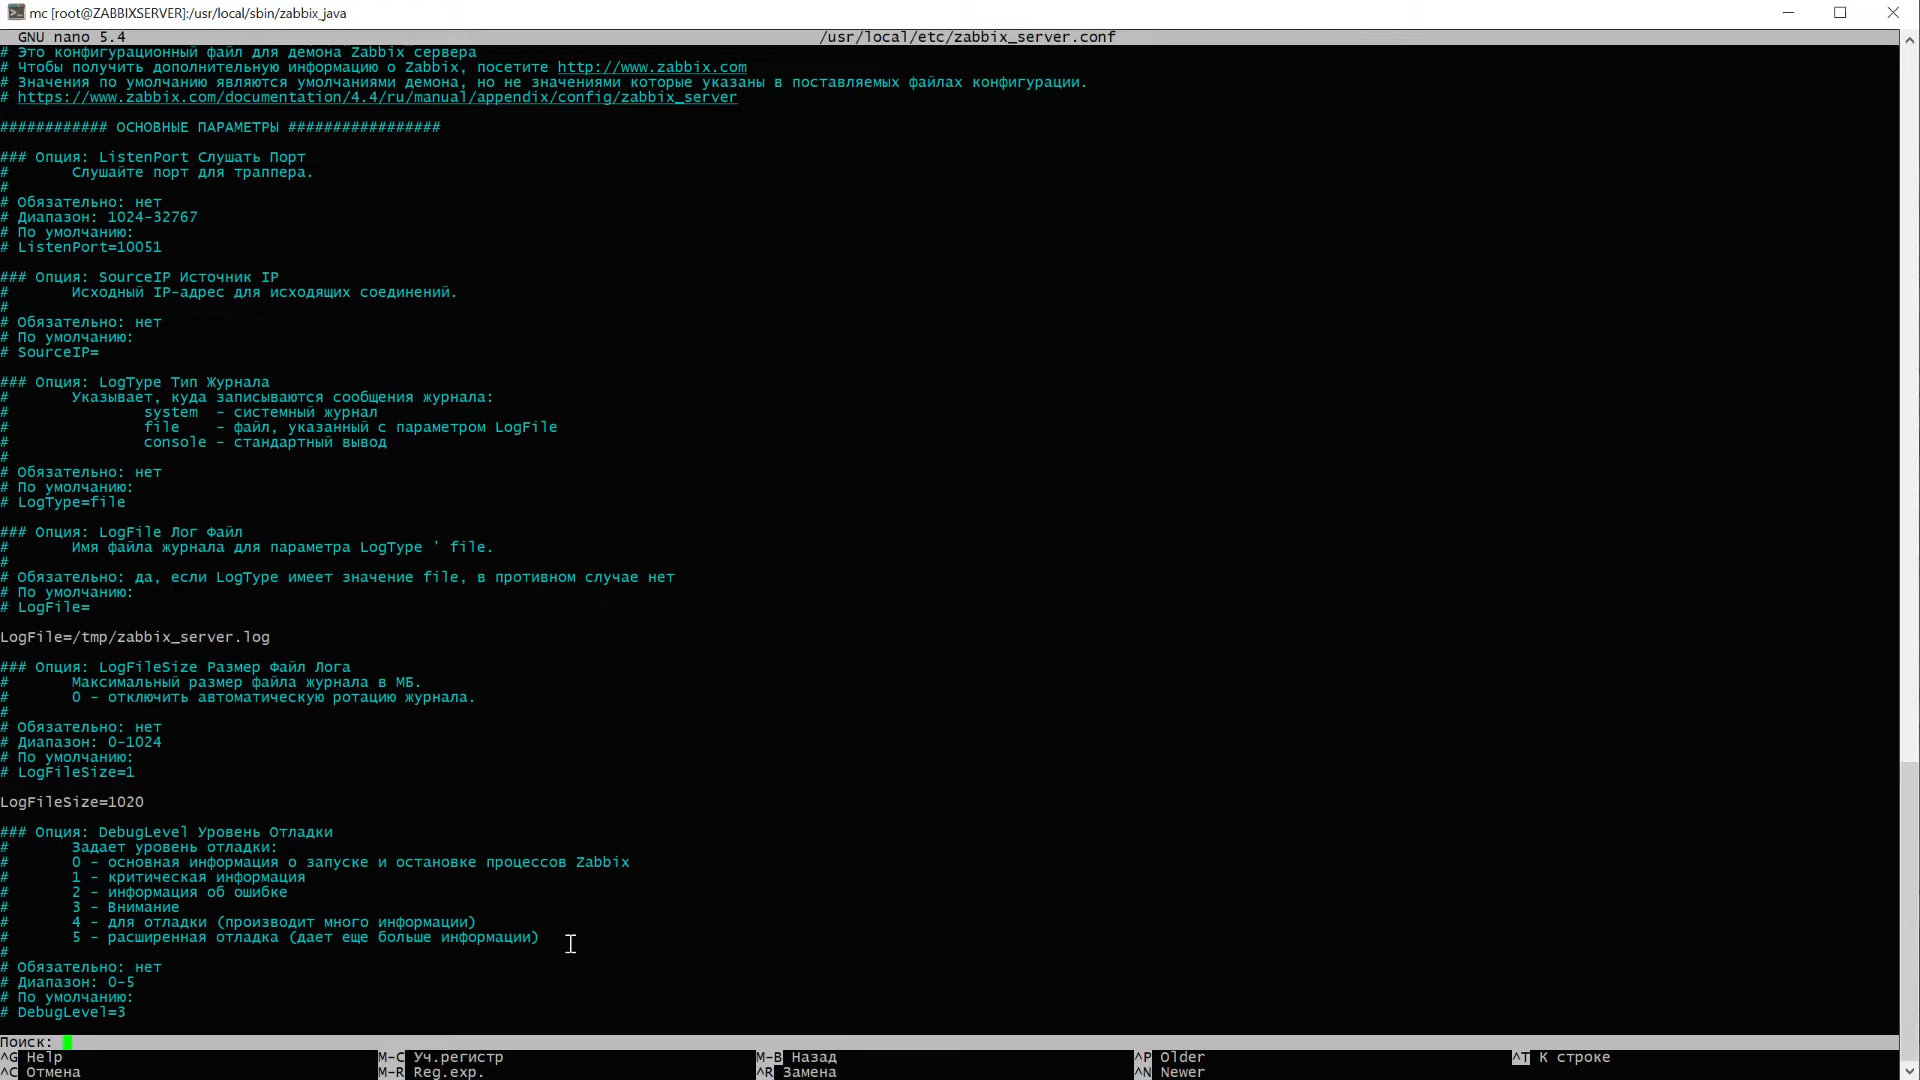 mc [root@ZABBIXSERVER]:/usr/local/sbin/zabbix_java
GNU nano 5.4 /usr/local/etc/zabbix_server.conf
# Это конфигурационный файл для демона Zabbix сервера
# Чтобы получить дополнительную информацию о Zabbix, посетите http://www.zabbix.com
# Значения по умолчанию являются умолчаниями демона, но не значениями которые указаны в поставляемых файлах конфигурации.
# https://www.zabbix.com/documentation/4.4/ru/manual/appendix/config/zabbix_server
############ ОСНОВНЫЕ ПАРАМЕТРЫ #################
### Опция: ListenPort Слушать Порт
# Слушайте порт для траппера.
#
# Обязательно: нет
# Диапазон: 1024-32767
# По умолчанию:
# ListenPort=10051
### Опция: SourceIP Источник IP
# Исходный IP-адрес для исходящих соединений.
#
# Обязательно: нет
# По умолчанию:
# SourceIP=
### Опция: LogType Тип Журнала
# Указывает, куда записываются сообщения журнала:
# system - системный журнал
# file - файл, указанный с параметром LogFile
# console - стандартный вывод
#
# Обязательно: нет
# По умолчанию:
# LogType=file
### Опция: LogFile Лог Файл
# Имя файла журнала для параметра LogType ' file.
#
# Обязательно: да, если LogType имеет значение file, в противном случае нет
# По умолчанию:
# LogFile=
LogFile=/tmp/zabbix_server.log
### Опция: LogFileSize Размер Файл Лога
# Максимальный размер файла журнала в МБ.
# 0 - отключить автоматическую ротацию журнала.
#
# Обязательно: нет
# Диапазон: 0-1024
# По умолчанию:
# LogFileSize=1
LogFileSize=1020
### Опция: DebugLevel Уровень Отладки
# Задает уровень отладки:
# 0 - основная информация о запуске и остановке процессов Zabbix
# 1 - критическая информация
# 2 - информация об ошибке
# 3 - Внимание
# 4 - для отладки (производит много информации)
# 5 - расширенная отладка (дает еще больше информации)
#
# Обязательно: нет
# Диапазон: 0-5
# По умолчанию:
# DebugLevel=3
Поиск:
^G Help M-C Уч.регистр M-B Назад ^P Older ^T К строке
^C Отмена M-R Reg.exp. ^R Замена ^N Newer